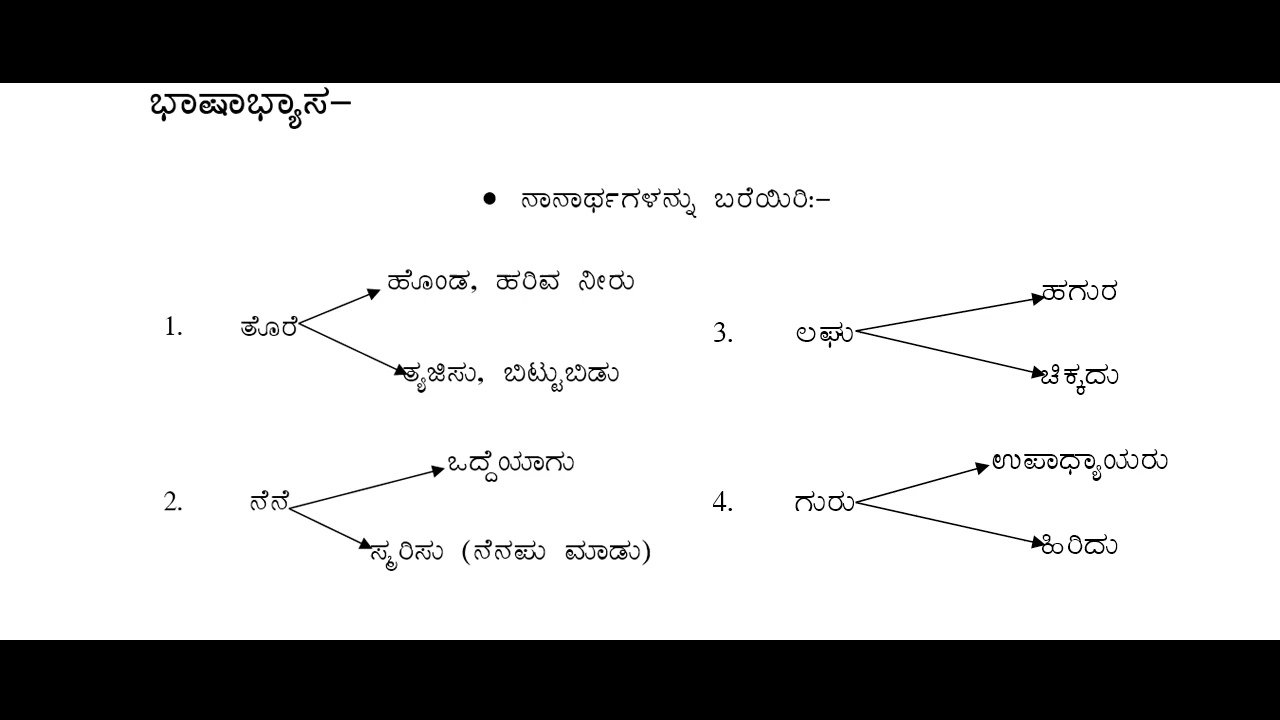 ಭಾಷಾಭ್ಯಾಸ–
• ನಾನಾರ್ಥಗಳನ್ನು ಬರೆಯಿರಿ:–
1. ತೊರೆ
ಹೊಂಡ, ಹರಿವ ನೀರು
ತ್ಯಜಿಸು, ಬಿಟ್ಟುಬಿಡು
3. ಲಘು
ಹಗುರ
ಚಿಕ್ಕದು
2. ನೆನೆ
ಒದ್ದೆಯಾಗು
ಸ್ಮರಿಸು (ನೆನಪು ಮಾಡು)
4. ಗುರು
ಉಪಾಧ್ಯಾಯರು
ಹಿರಿದು